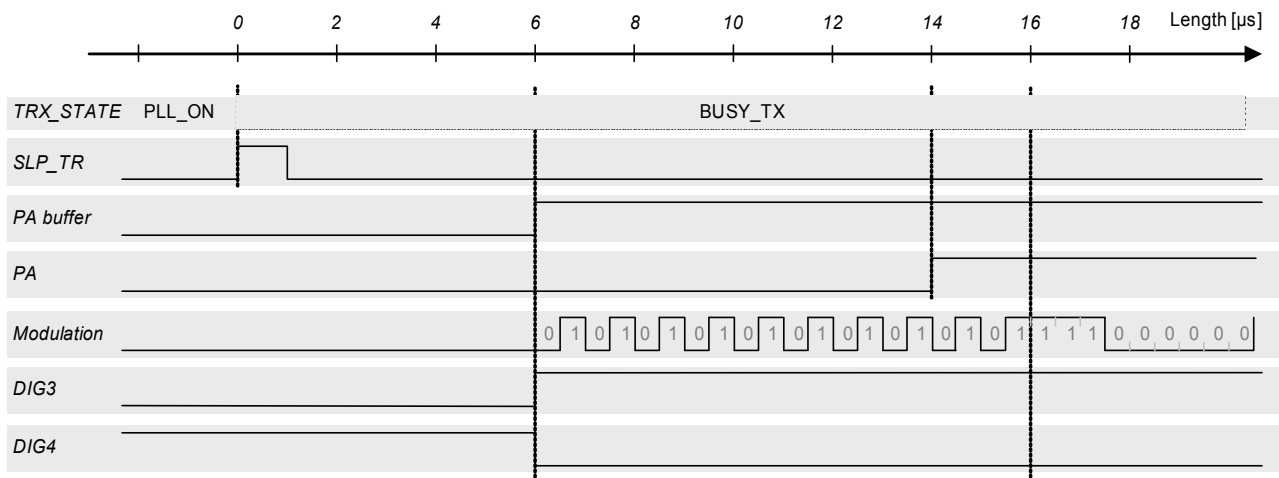 0 2 4 6 8 10 12 14 16 18 Length [µs]
TRX_STATE PLL_ON BUSY_TX
SLP_TR
PA buffer
PA
Modulation 0 1 0 1 0 1 0 1 0 1 0 1 0 1 0 1 0 1 0 1 1 1 1 0 0 0 0 0 0
DIG3
DIG4